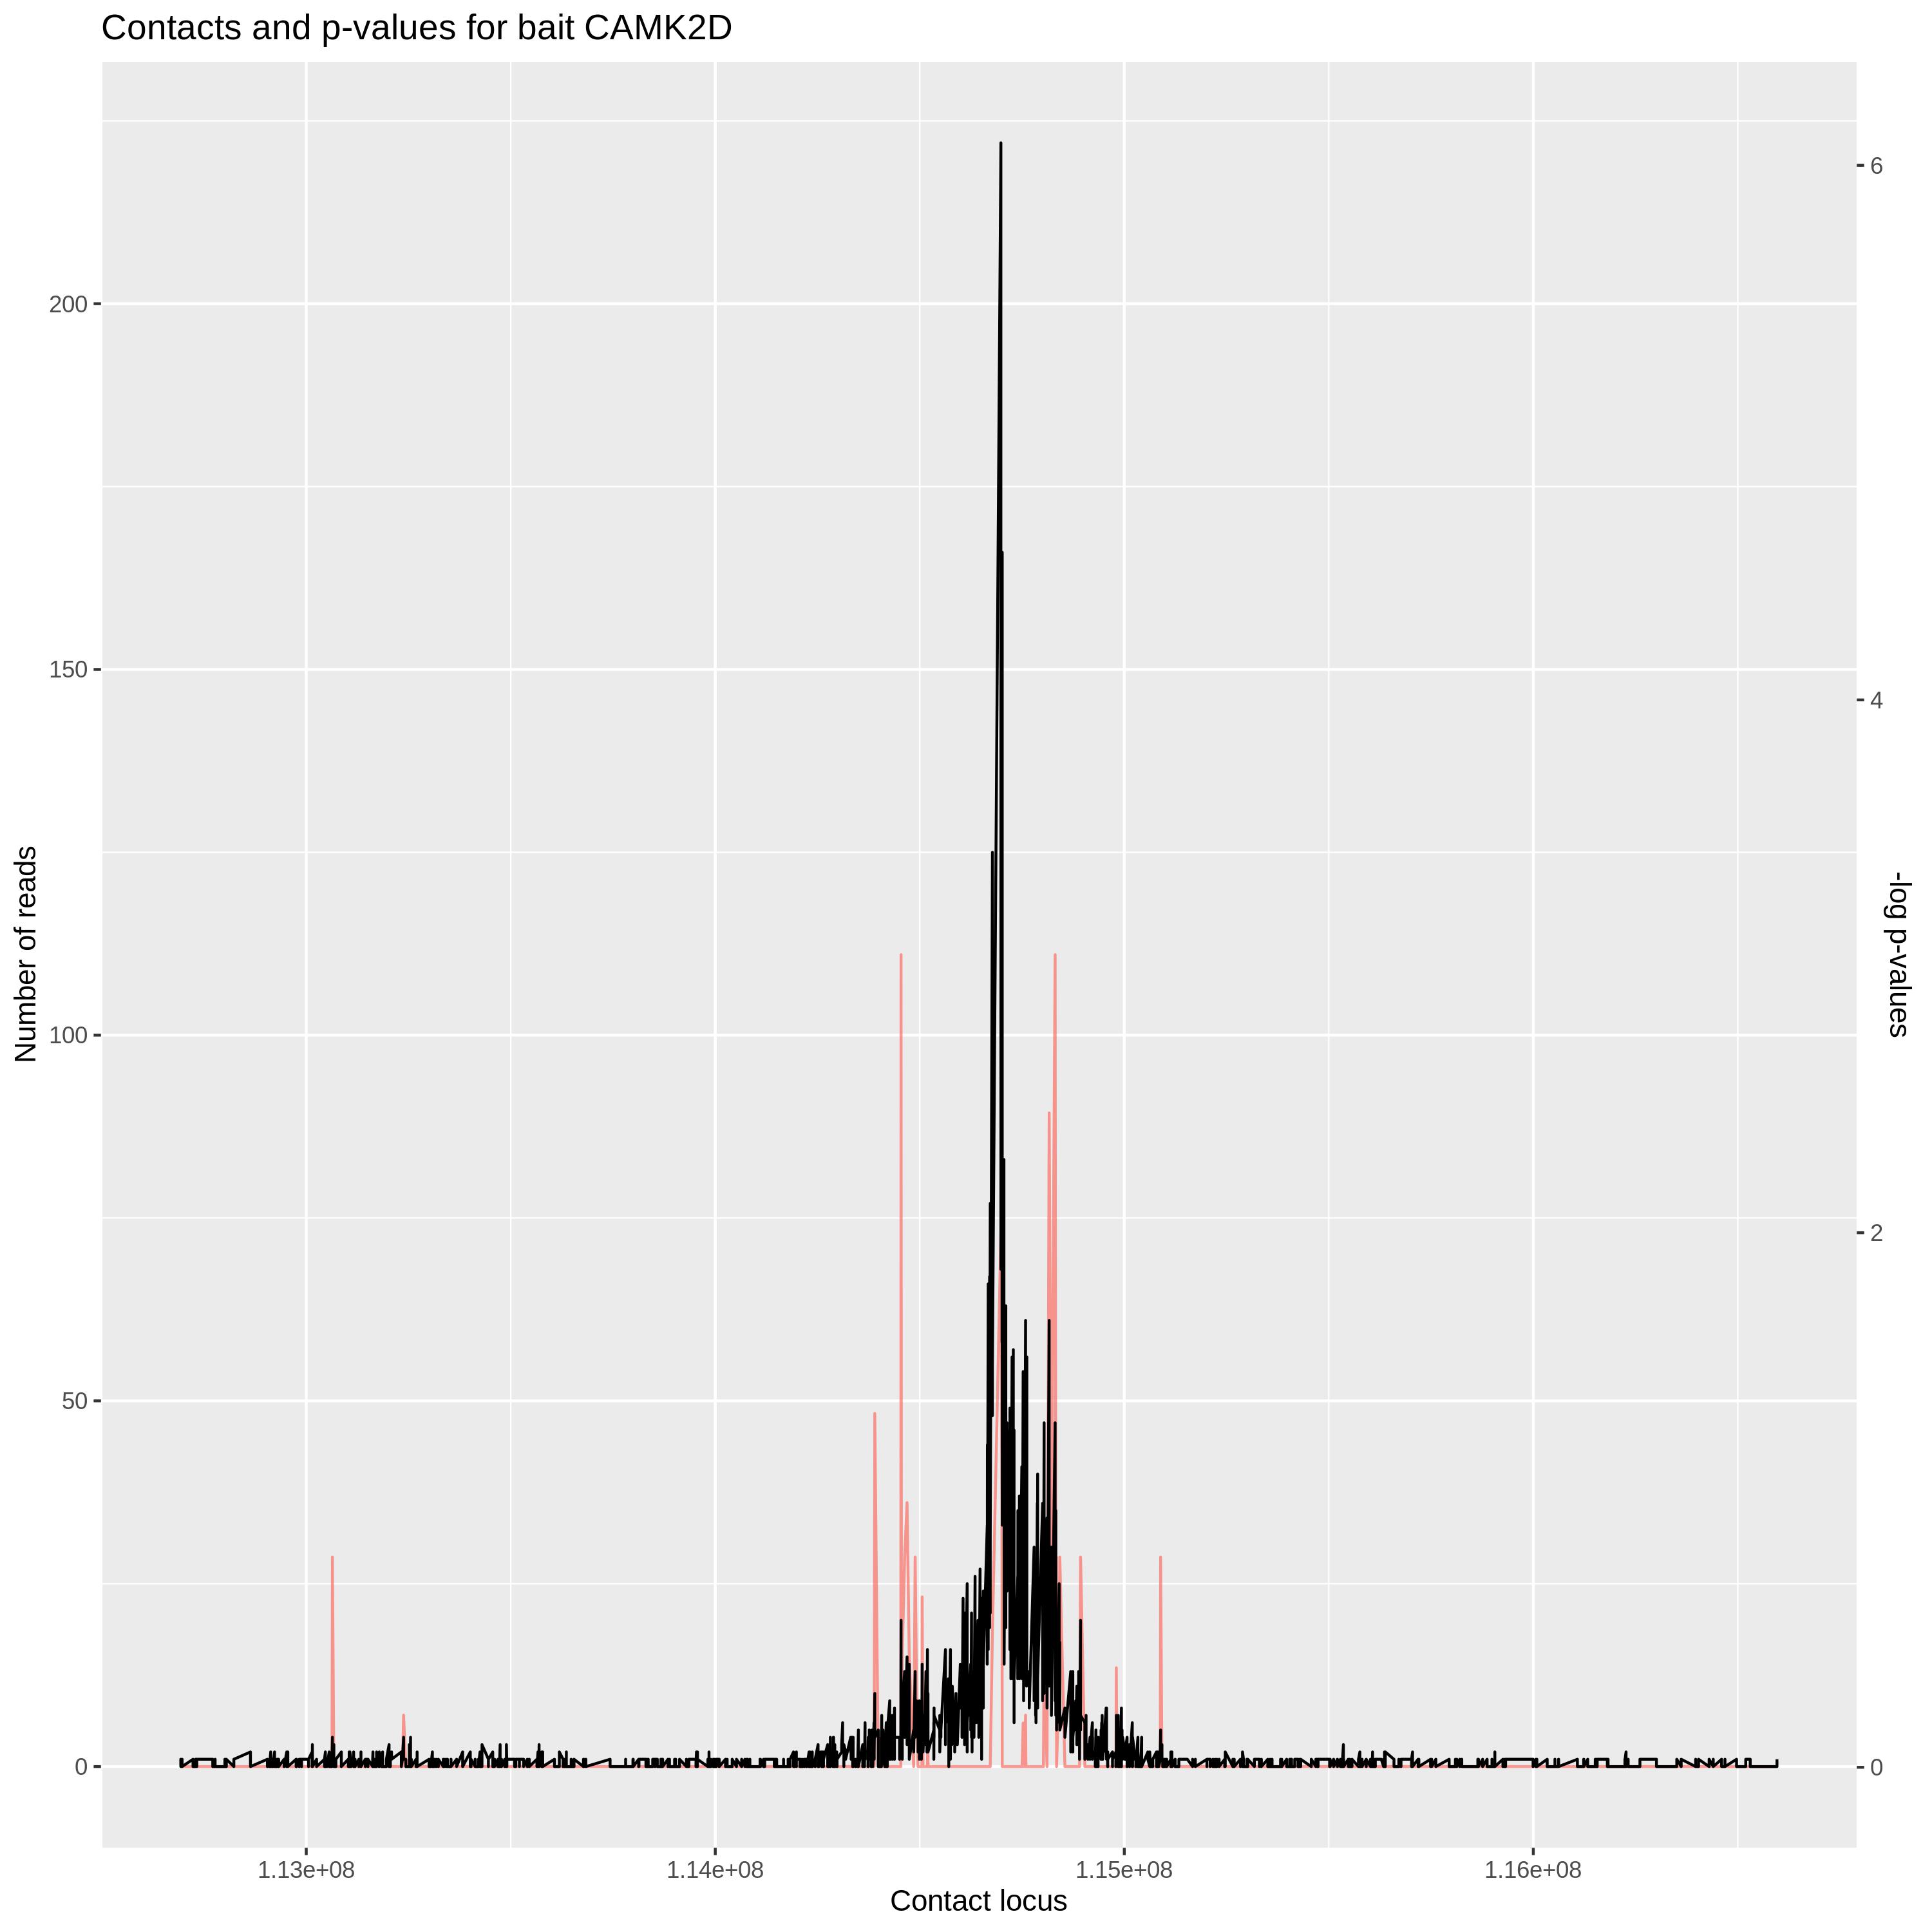 Contacts and p-values for bait CAMK2D
Number of reads
200
150
100
50
0
6
4
2
0
-log p-values
1.13e+08 1.14e+08 1.15e+08 1.16e+08
Contact locus